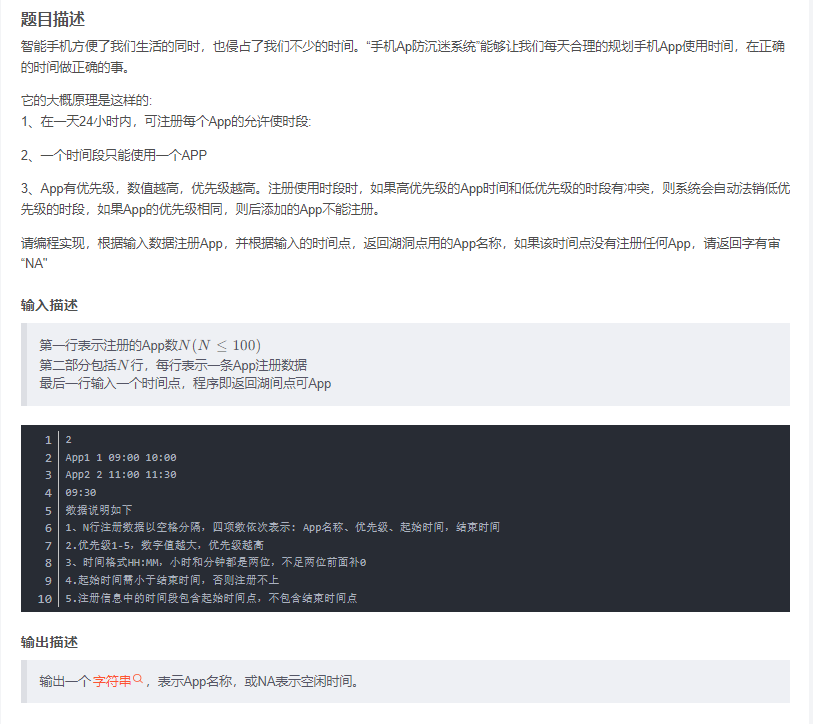 题目描述
智能手机方便了我们生活的同时，也侵占了我们不少的时间。“手机Ap防沉迷系统”能够让我们每天合理的规划手机App使用时间，在正确
的时间做正确的事。
它的大概原理是这样的:
1、在一天24小时内，可注册每个App的允许使时段:
2、一个时间段只能使用一个APP
3、App有优先级，数值越高，优先级越高。注册使用时段时，如果高优先级的App时间和低优先级的时段有冲突，则系统会自动法销低优
先级的时段，如果App的优先级相同，则后添加的App不能注册。
请编程实现，根据输入数据注册App，并根据输入的时间点，返回湖洞点用的App名称，如果该时间点没有注册任何App，请返回字有审
“NA”
输入描述
第一行表示注册的App数N(N ≤ 100)
第二部分包括N行，每行表示一条App注册数据
最后一行输入一个时间点，程序即返回湖间点可App
1 2
2 App1 1 09:00 10:00
3 App2 2 11:00 11:30
4 09:30
5 数据说明如下
6 1、N行注册数据以空格分隔，四项数依次表示: App名称、优先级、起始时间，结束时间
7 2.优先级1-5，数字值越大，优先级越高
8 3、时间格式HH:MM，小时和分钟都是两位，不足两位前面补0
9 4.起始时间需小于结束时间，否则注册不上
10 5.注册信息中的时间段包含起始时间点，不包含结束时间点
输出描述
输出一个字符串，表示App名称，或NA表示空闲时间。